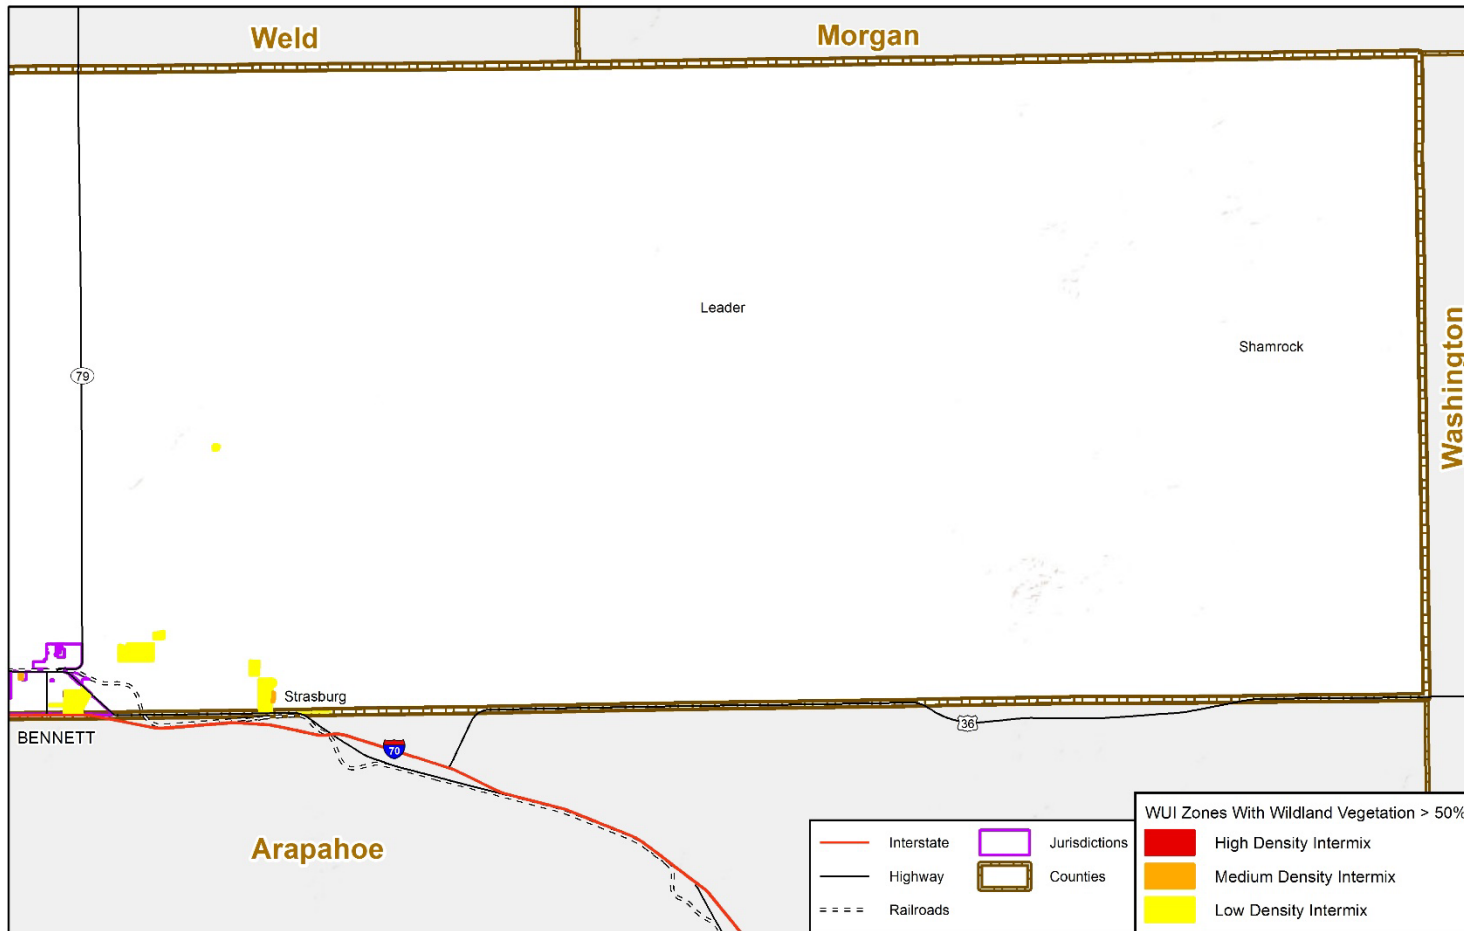 Weld
Morgan
Washington
Leader
Shamrock
79
Strasburg
BENNETT
36
70
Arapahoe
Interstate
Highway
Railroads
Jurisdictions
Counties
WUI Zones With Wildland Vegetation > 50%
High Density Intermix
Medium Density Intermix
Low Density Intermix